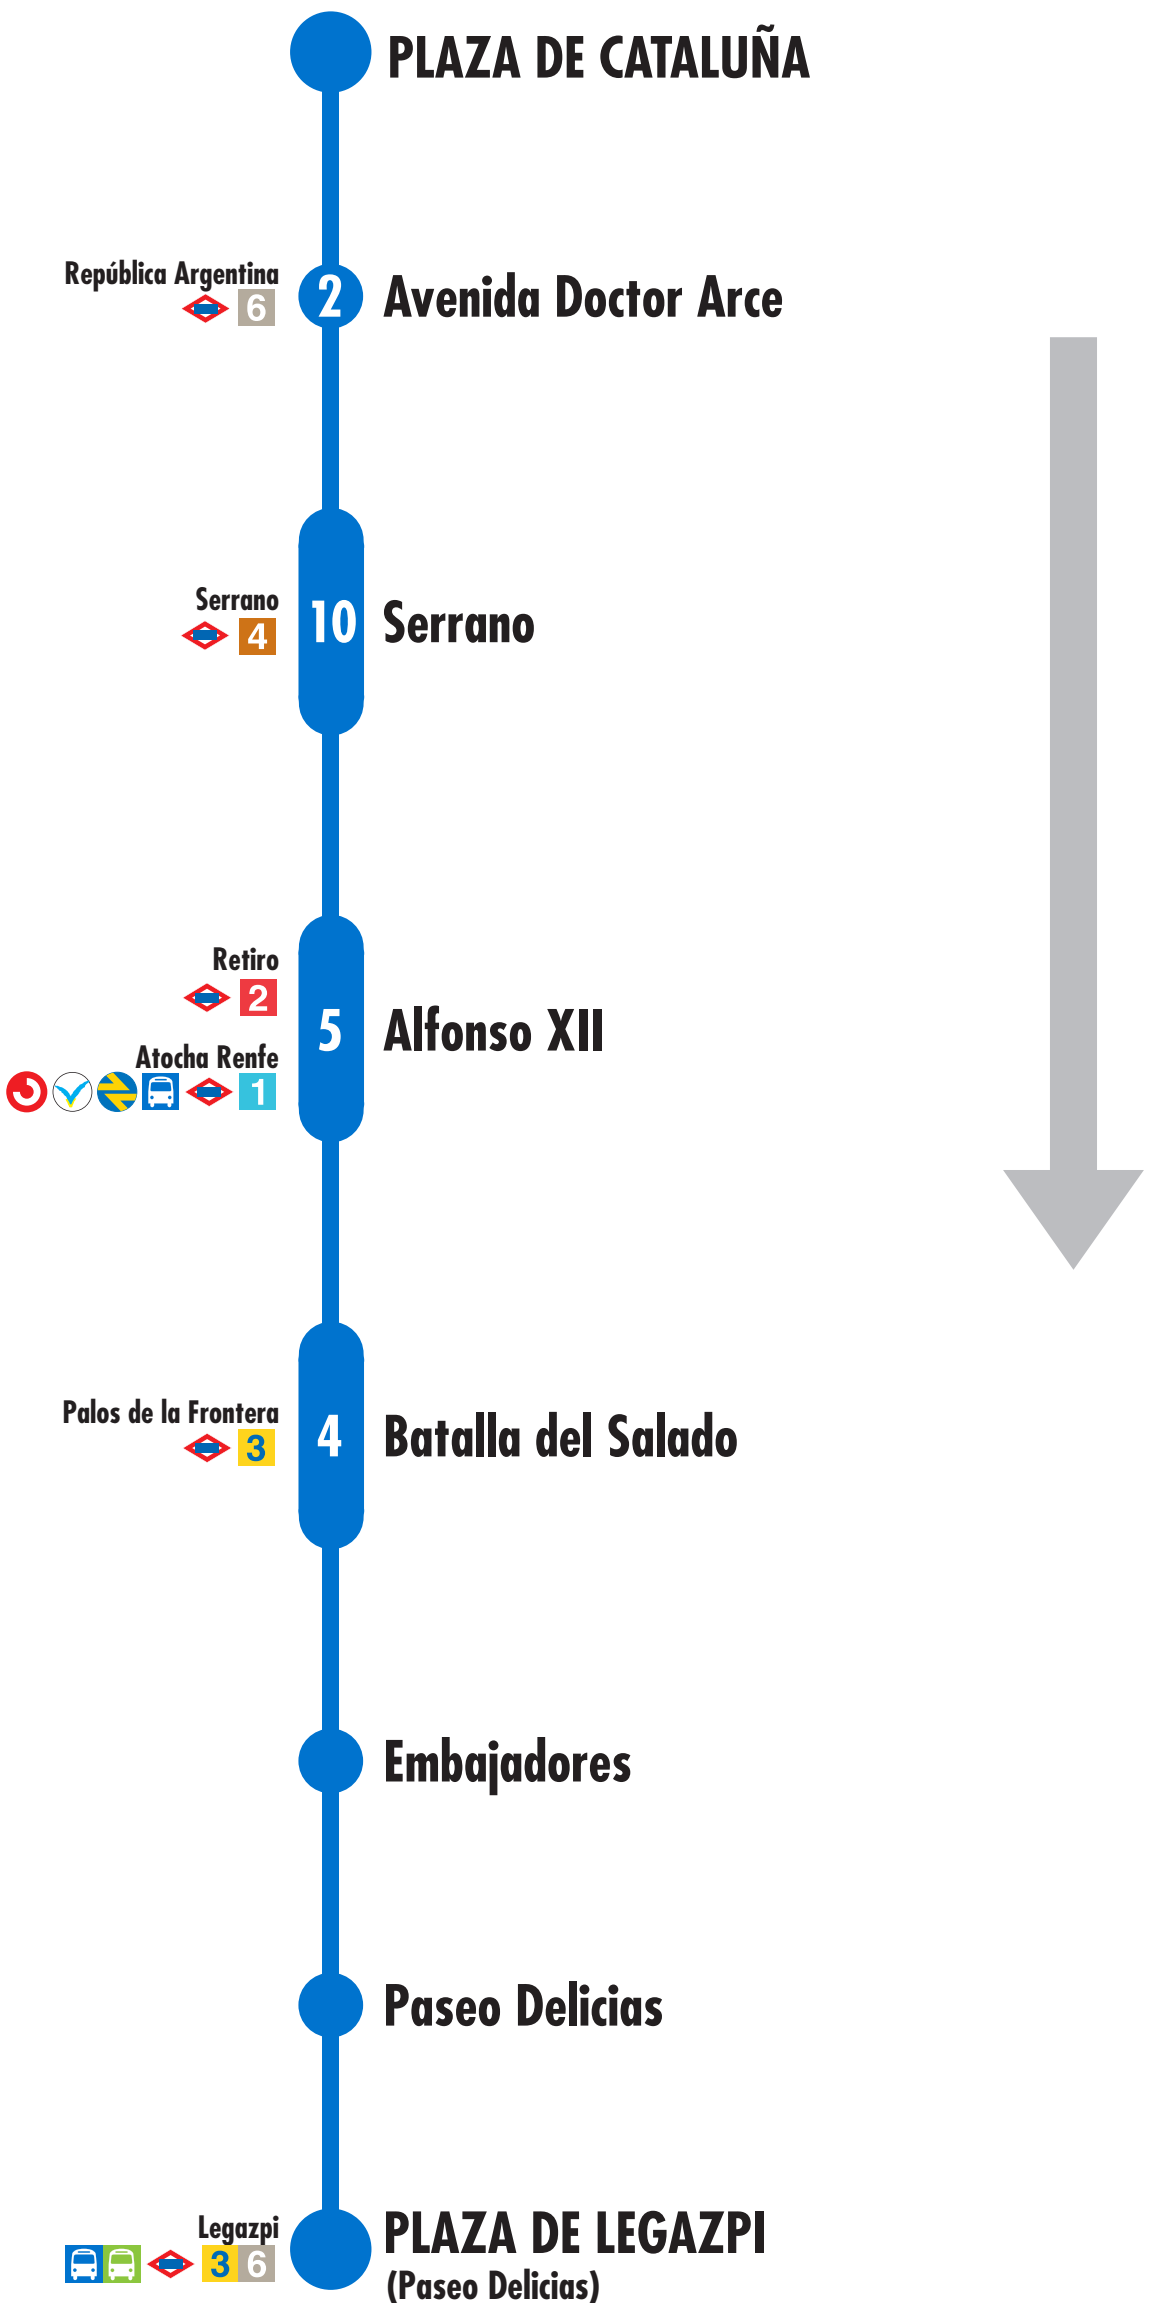 PLAZA DE CATALUÑA
República Argentina
6
2
Avenida Doctor Arce
Serrano
4
10
Serrano
Retiro
2
Atocha Renfe
1
5
Alfonso XII
Palos de la Frontera
3
4
Batalla del Salado
Embajadores
Paseo Delicias
Legazpi
3 6
PLAZA DE LEGAZPI
(Paseo Delicias)